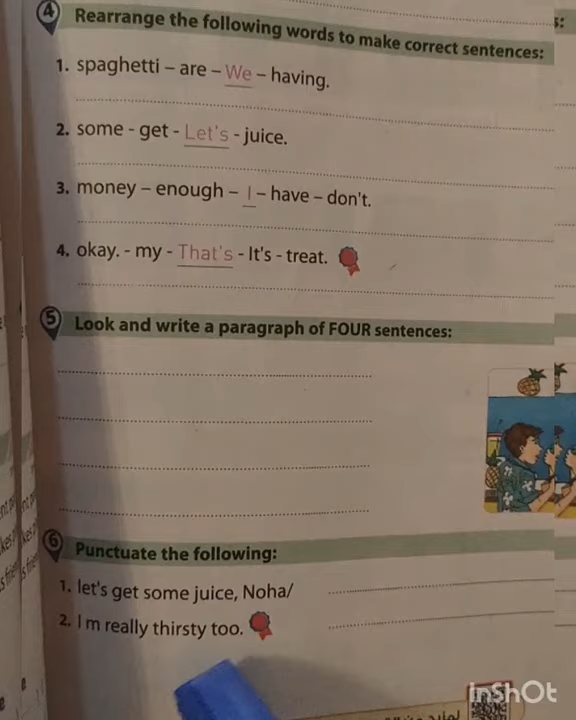 4 Rearrange the following words to make correct sentences:
s:
1. spaghetti – are – We – having.
2. some - get - Let's - juice.
3. money – enough – I – have – don't.
4. okay. - my - That's - It's - treat.
5 Look and write a paragraph of FOUR sentences:
6 Punctuate the following:
1. let's get some juice, Noha/
2. I m really thirsty too.
InShOt